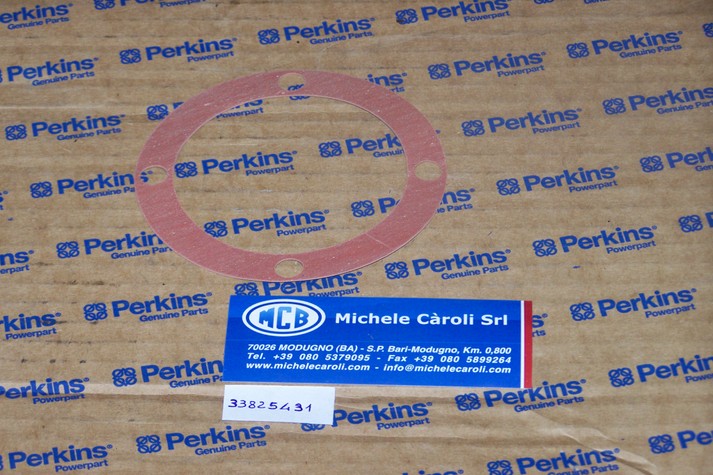 MCB
Michele Càroli Srl
70026 MODUGNO (BA) - S.P. Bari-Modugno, Km. 0,800
Tel. +39 080 5379095 - Fax +39 080 5899264
www.michelecaroli.com - info@michelecaroli.com
33825431
Perkins
Genuine Parts
Perkins
Powerpart